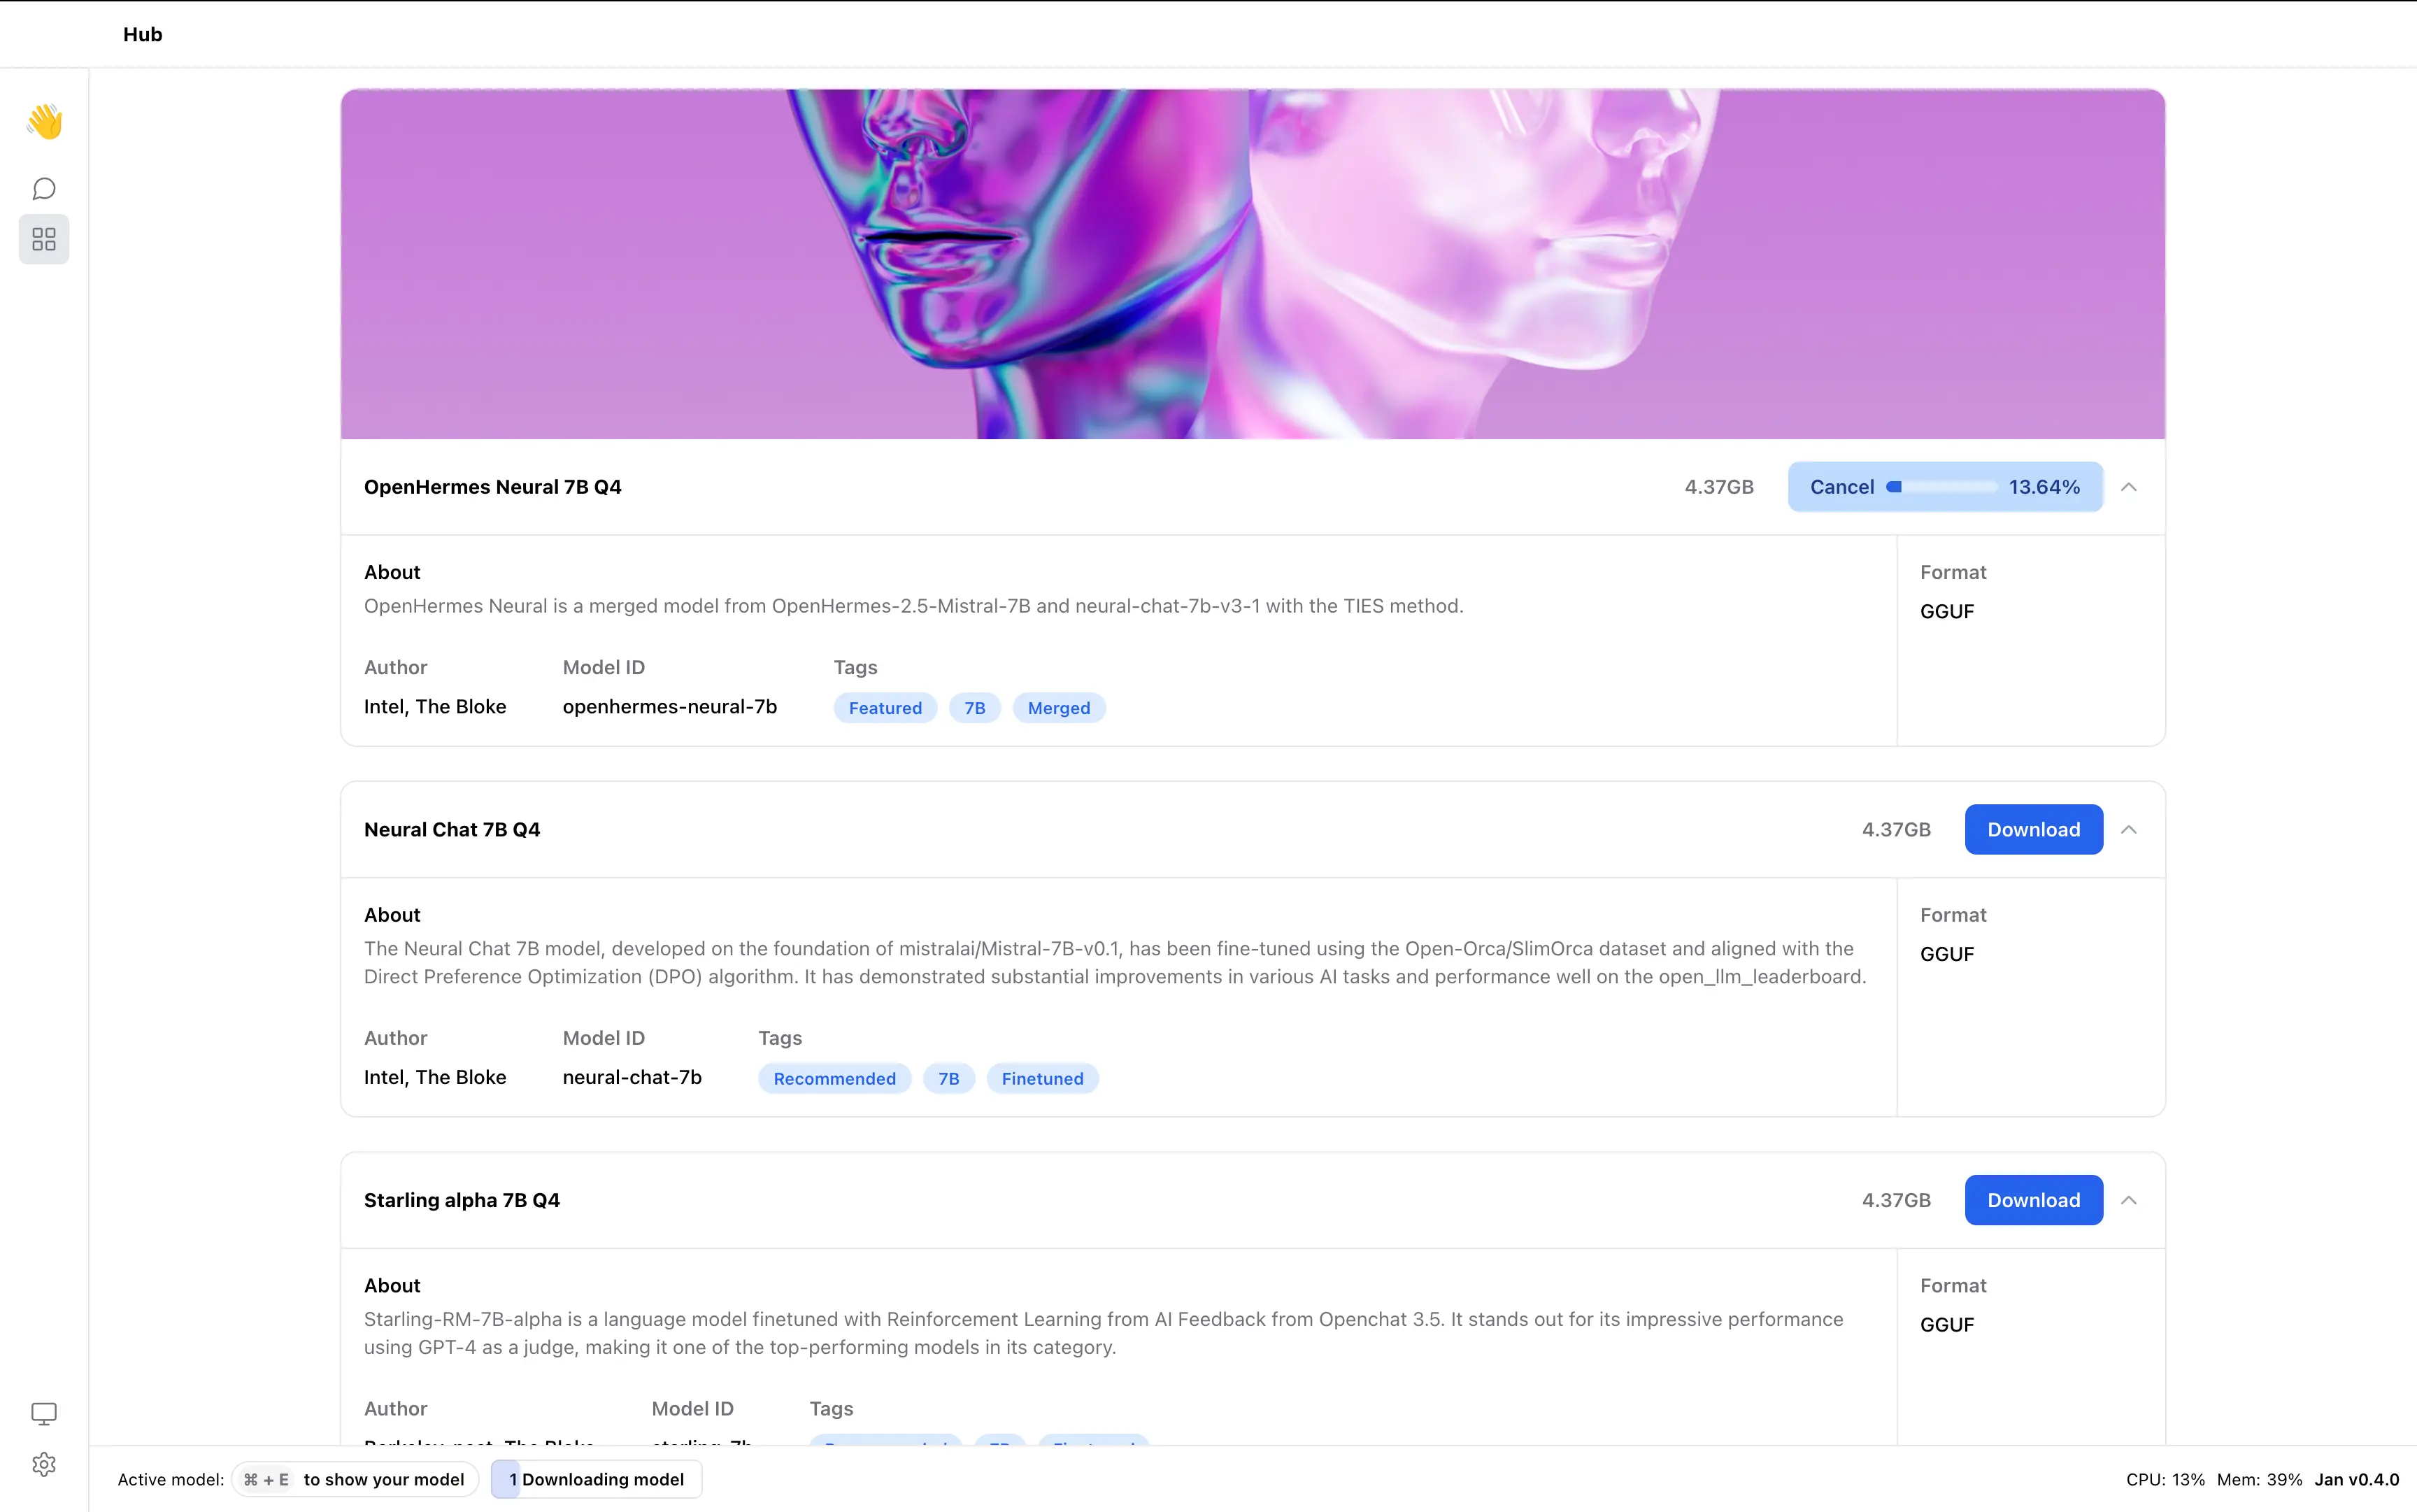 Hub
OpenHermes Neural 7B Q4
4.37GB
Cancel
13.64%
About
OpenHermes Neural is a merged model from OpenHermes-2.5-Mistral-7B and neural-chat-7b-v3-1 with the TIES method.
Format
GGUF
Author
Model ID
Tags
Intel, The Bloke
openhermes-neural-7b
Featured
7B
Merged
Neural Chat 7B Q4
4.37GB
Download
About
The Neural Chat 7B model, developed on the foundation of mistralai/Mistral-7B-v0.1, has been fine-tuned using the Open-Orca/SlimOrca dataset and aligned with the
Direct Preference Optimization (DPO) algorithm. It has demonstrated substantial improvements in various AI tasks and performance well on the open_llm_leaderboard.
Format
GGUF
Author
Model ID
Tags
Intel, The Bloke
neural-chat-7b
Recommended
7B
Finetuned
Starling alpha 7B Q4
4.37GB
Download
About
Starling-RM-7B-alpha is a language model finetuned with Reinforcement Learning from AI Feedback from Openchat 3.5. It stands out for its impressive performance
using GPT-4 as a judge, making it one of the top-performing models in its category.
Format
GGUF
Author
Model ID
Tags
Active model:
⌘ + E to show your model
1 Downloading model
CPU: 13% Mem: 39% Jan v0.4.0